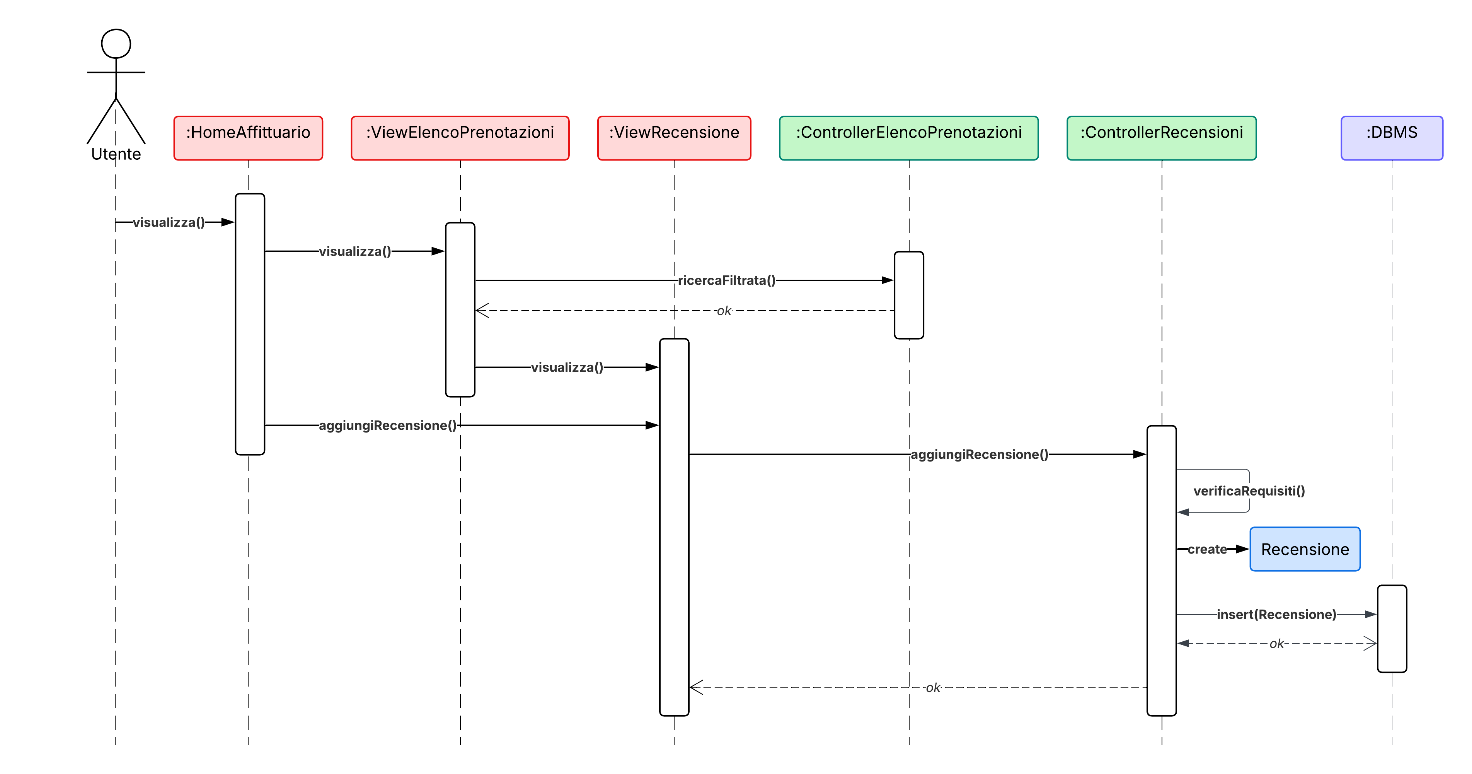 Utente
:HomeAffittuario
:ViewElencoPrenotazioni
:ViewRecensione
:ControllerElencoPrenotazioni
:ControllerRecensioni
:DBMS
visualizza()
visualizza()
ricercaFiltrata()
ok
visualizza()
aggiungiRecensione()
aggiungiRecensione()
verificaRequisiti()
create
Recensione
insert(Recensione)
ok
ok